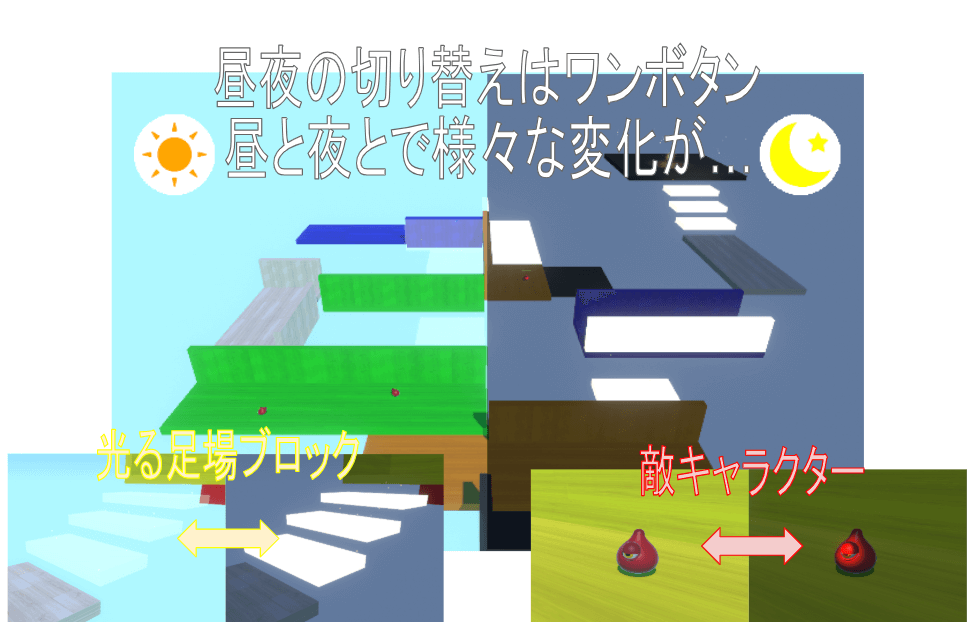 昼夜の切り替えはワンボタン
昼と夜とで様々な変化が...
光る足場ブロック
敵キャラクター